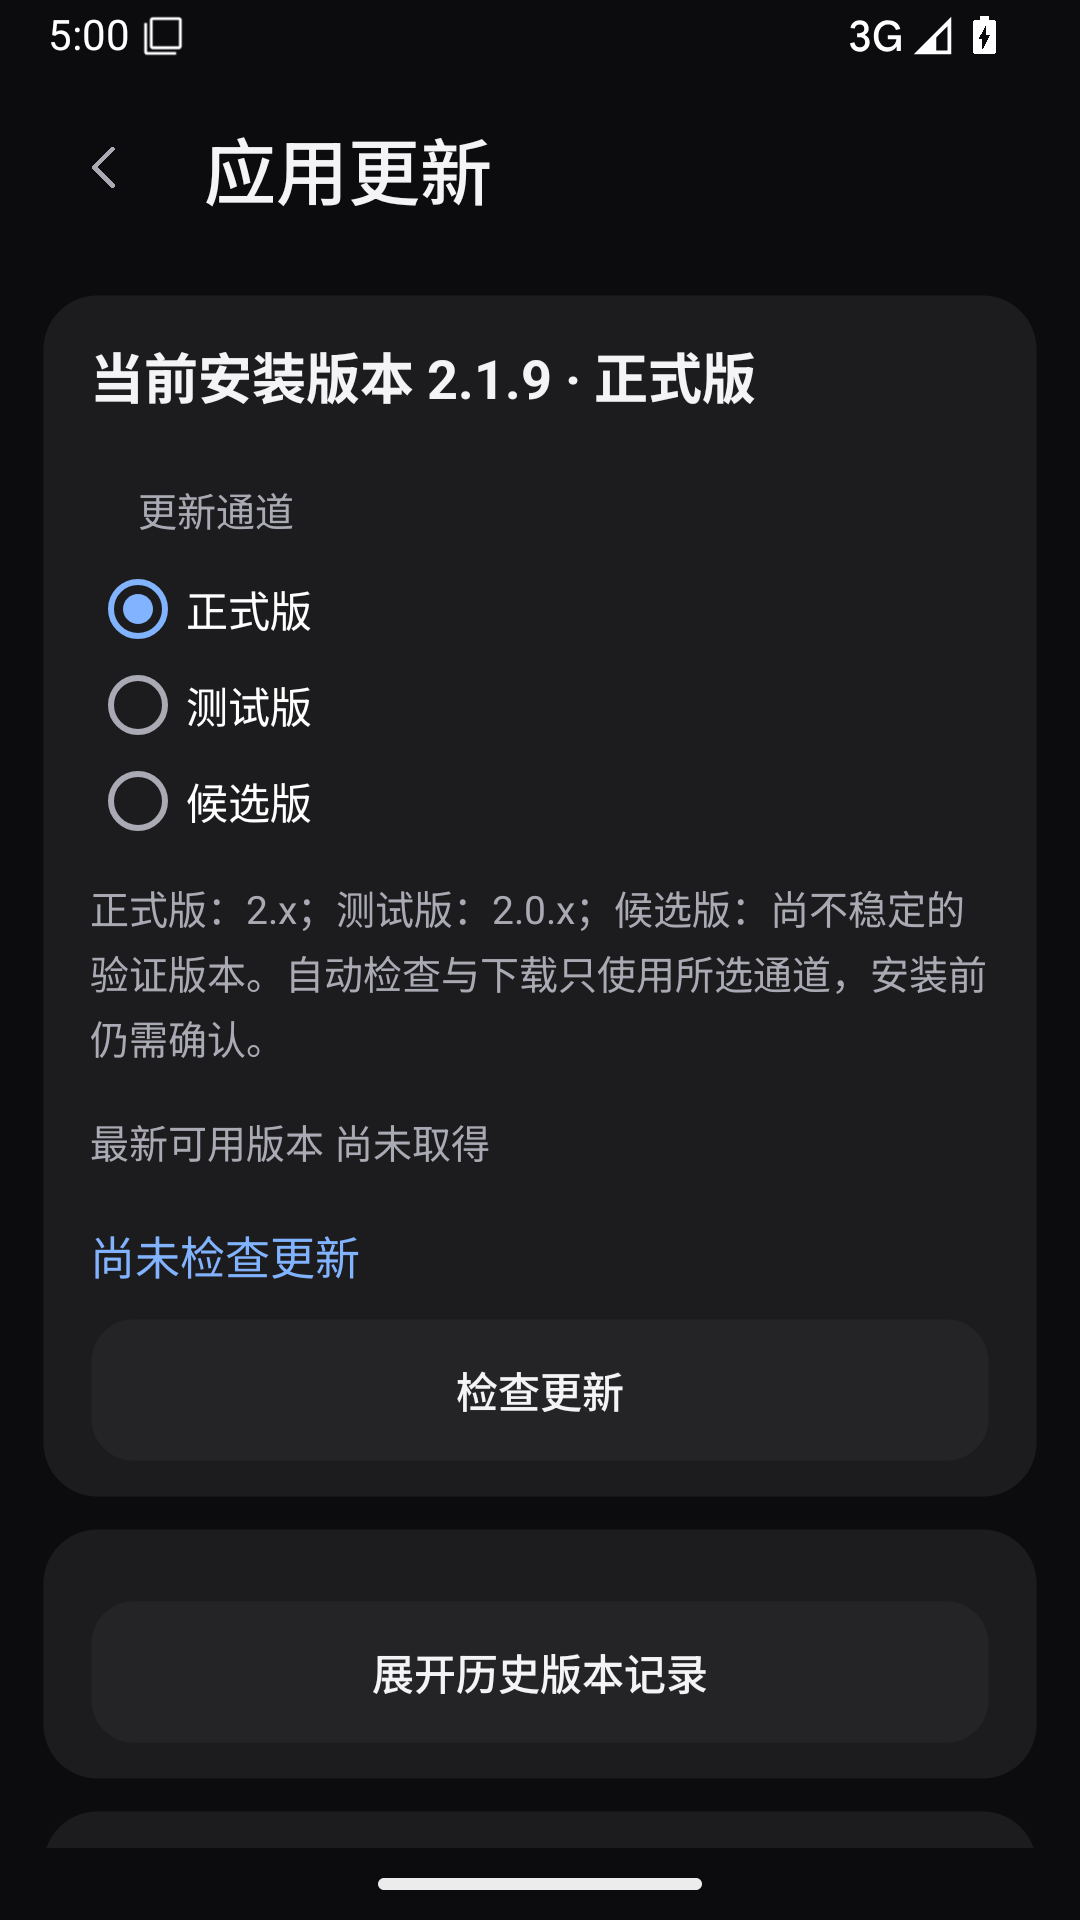 5:00
3G
应用更新
当前安装版本 2.1.9 · 正式版
更新通道
正式版
测试版
候选版
正式版：2.x；测试版：2.0.x；候选版：尚不稳定的
验证版本。自动检查与下载只使用所选通道，安装前
仍需确认。
最新可用版本 尚未取得
尚未检查更新
检查更新
展开历史版本记录